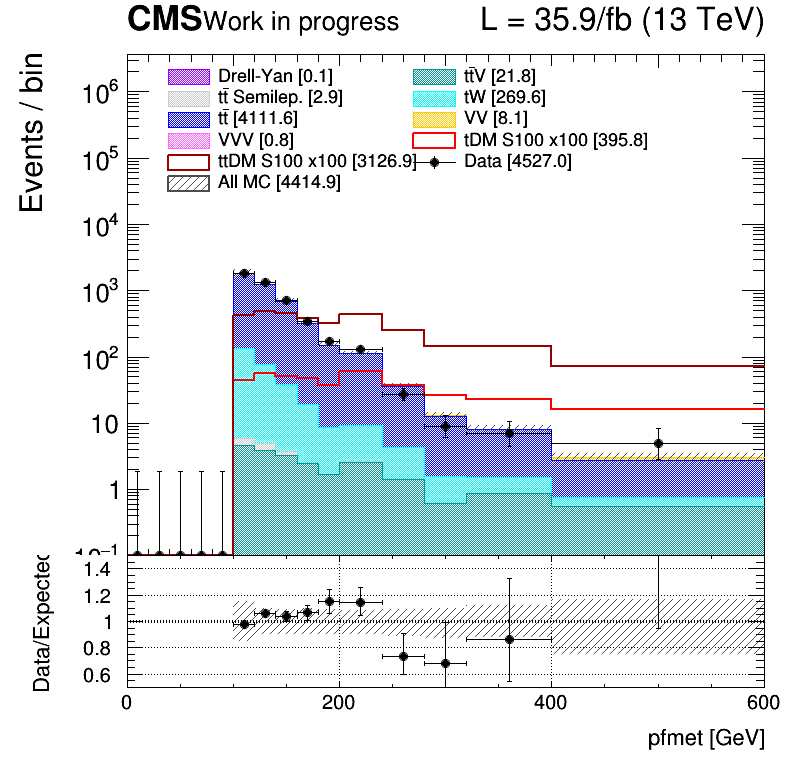 CMS Work in progress L = 35.9/fb (13 TeV)
Events / bin
Drell-Yan [0.1] tt̄V [21.8]
tt̄ Semilep. [2.9] tW [269.6]
tt̄ [4111.6] VV [8.1]
VVV [0.8] tDM S100 x100 [395.8]
ttDM S100 x100 [3126.9] Data [4527.0]
All MC [4414.9]
10⁶
10⁵
10⁴
10³
10²
10
1
10⁻¹
Data/Expected
1.4
1.2
1
0.8
0.6
0 200 400 600
pfmet [GeV]